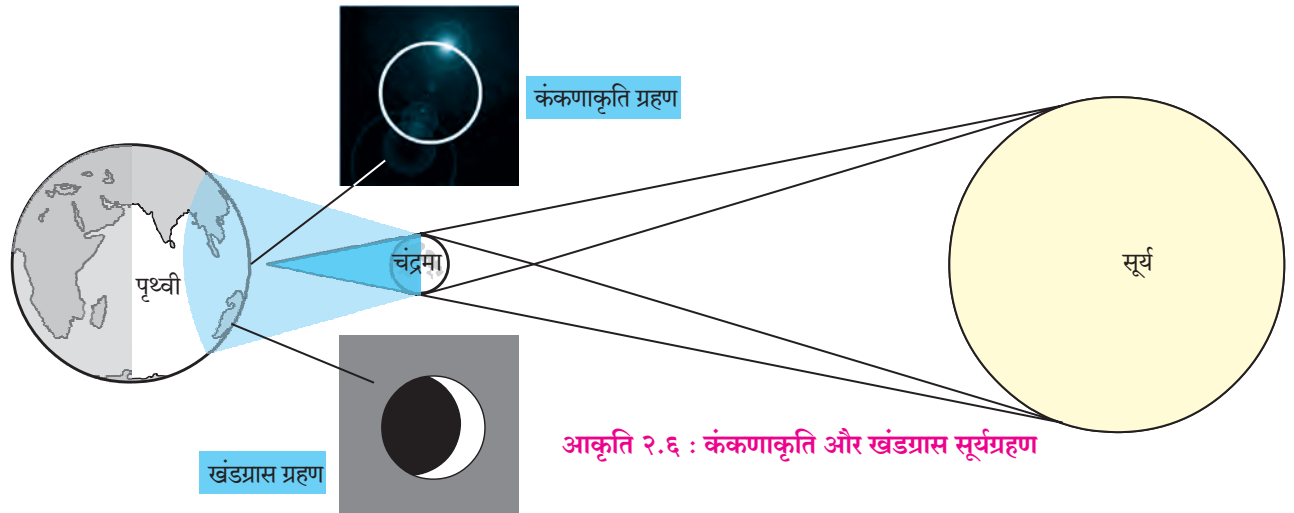 कंकणाकृति ग्रहण
चंद्रमा
सूर्य
पृथ्वी
आकृति २.६ : कंकणाकृति और खंडग्रास सूर्यग्रहण
खंडग्रास ग्रहण